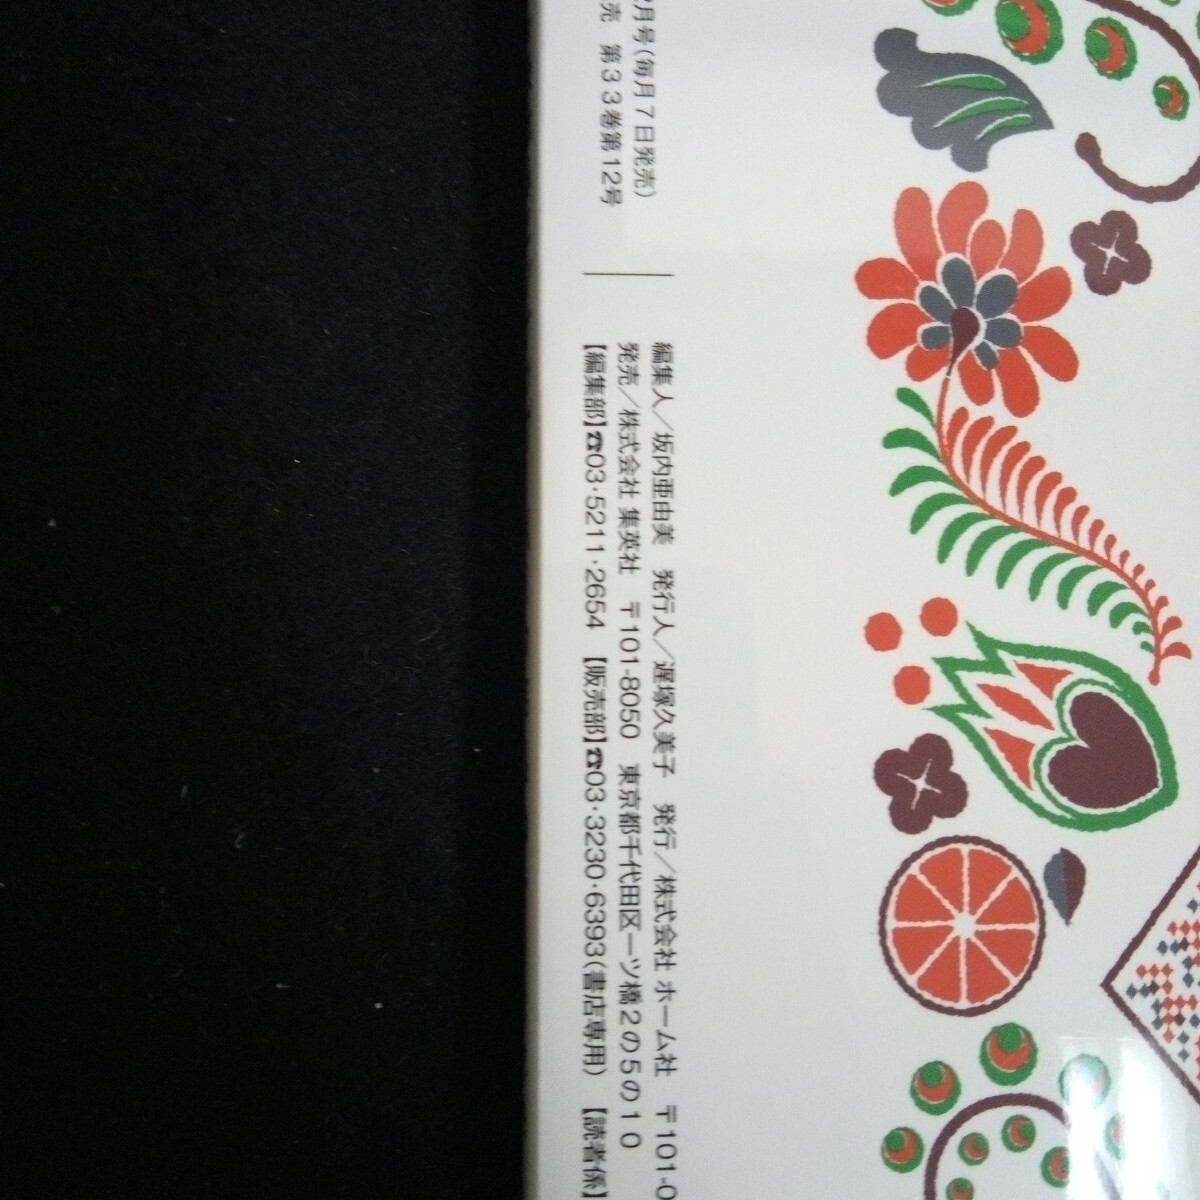 月号(毎月7日発売)
売 第33巻第12号
編集人／坂内亜由美 発行人／遅塚久美子 発行／株式会社 ホーム社 〒101-0
発売／株式会社 集英社 〒101-8050 東京都千代田区一ツ橋2の5の10
【編集部】☎03・5211・2654 【販売部】☎03・3230・6393(書店専用) 【読者係】